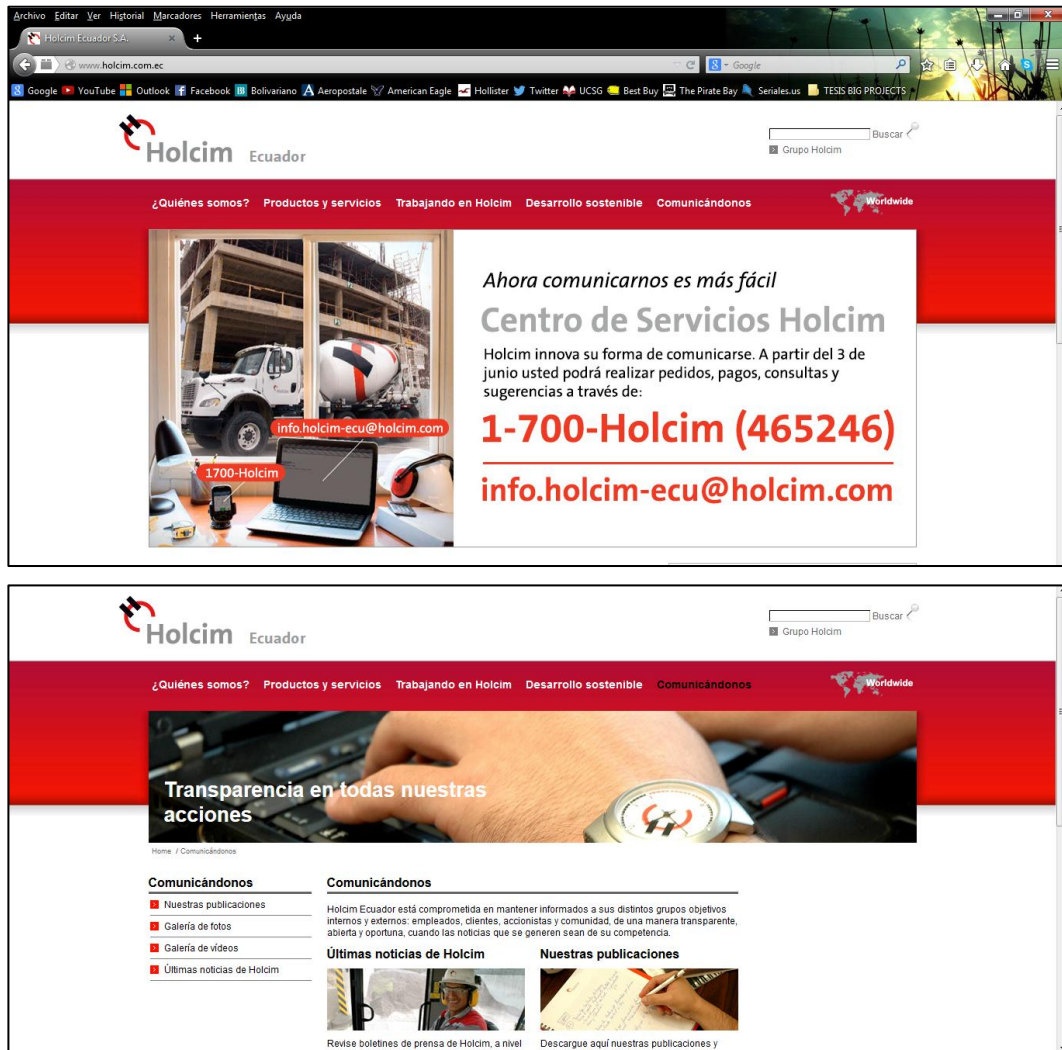 Archivo Editar Ver Historial Marcadores Herramientas Ayuda
Holcim Ecuador S.A. × +
www.holcim.com.ec
Google
Google YouTube Outlook Facebook Bolivariano Aeropostale American Eagle Hollister Twitter UCSG Best Buy The Pirate Bay Seriales.us TESIS BIG PROJECTS
Holcim Ecuador
Buscar
Grupo Holcim
¿Quiénes somos? Productos y servicios Trabajando en Holcim Desarrollo sostenible Comunicándonos Worldwide
Ahora comunicarnos es más fácil
Centro de Servicios Holcim
Holcim innova su forma de comunicarse. A partir del 3 de
junio usted podrá realizar pedidos, pagos, consultas y
sugerencias a través de:
1-700-Holcim (465246)
info.holcim-ecu@holcim.com
info.holcim-ecu@holcim.com
1700-Holcim
Holcim Ecuador
Buscar
Grupo Holcim
¿Quiénes somos? Productos y servicios Trabajando en Holcim Desarrollo sostenible Comunicándonos Worldwide
Transparencia en todas nuestras
acciones
Home / Comunicándonos
Comunicándonos
Nuestras publicaciones
Galería de fotos
Galería de vídeos
Últimas noticias de Holcim
Comunicándonos
Holcim Ecuador está comprometida en mantener informados a sus distintos grupos objetivos
internos y externos: empleados, clientes, accionistas y comunidad, de una manera transparente,
abierta y oportuna, cuando las noticias que se generen sean de su competencia.
Últimas noticias de Holcim
Revise boletines de prensa de Holcim, a nivel
Nuestras publicaciones
Descargue aquí nuestras publicaciones y